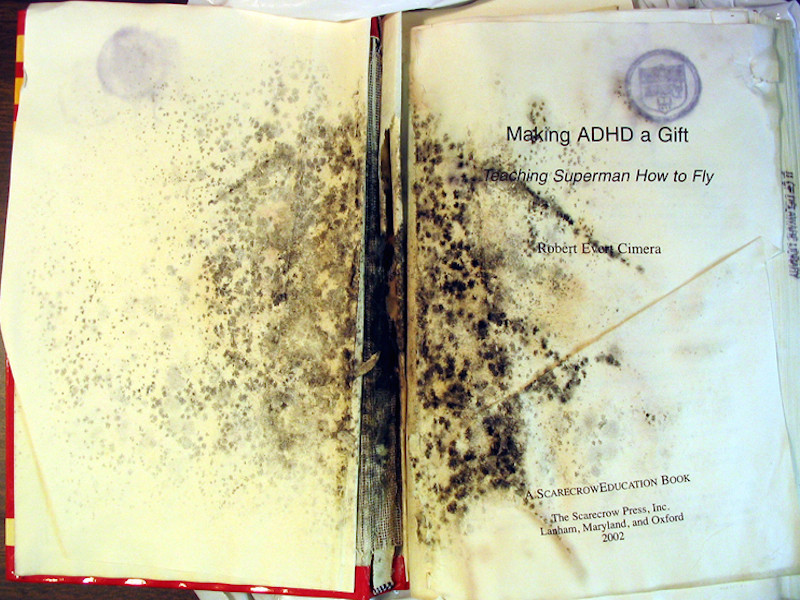 Making ADHD a Gift
Teaching Superman How to Fly
Robert Evert Cimera
A SCARECROWEDUCATION BOOK
The Scarecrow Press, Inc.
Lanham, Maryland, and Oxford
2002